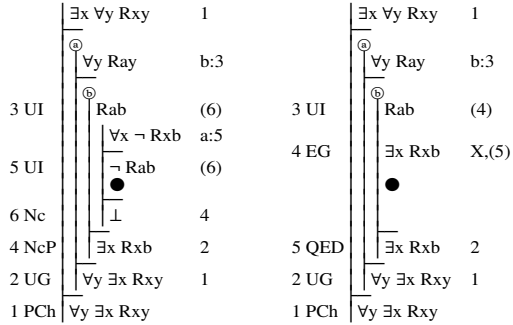 ∃x ∀y Rxy 1
ⓐ
∀y Ray b:3
ⓑ
3 UI Rab (6)
∀x ¬ Rxb a:5
5 UI ¬ Rab (6)
●
6 Nc ⊥ 4
4 NcP ∃x Rxb 2
2 UG ∀y ∃x Rxy 1
1 PCh ∀y ∃x Rxy
∃x ∀y Rxy 1
ⓐ
∀y Ray b:3
ⓑ
3 UI Rab (4)
4 EG ∃x Rxb X,(5)
●
5 QED ∃x Rxb 2
2 UG ∀y ∃x Rxy 1
1 PCh ∀y ∃x Rxy